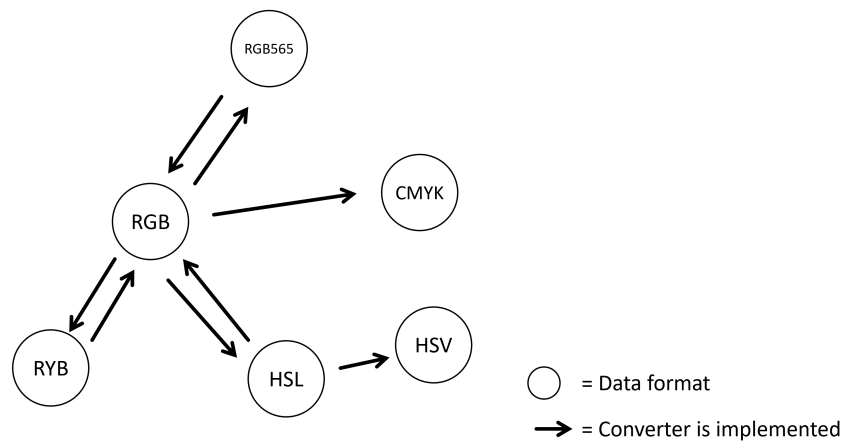 RGB565
CMYK
RGB
HSV
RYB
HSL
= Data format
= Converter is implemented